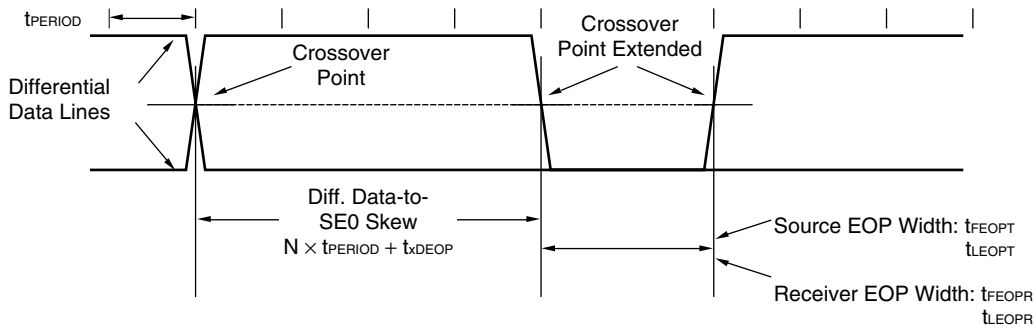 tPERIOD
Differential
Data Lines
Crossover
Point
Crossover
Point Extended
Diff. Data-to-
SE0 Skew
N × tPERIOD + txDEOP
Source EOP Width: tFEOPT
tLEOPT
Receiver EOP Width: tFEOPR
tLEOPR